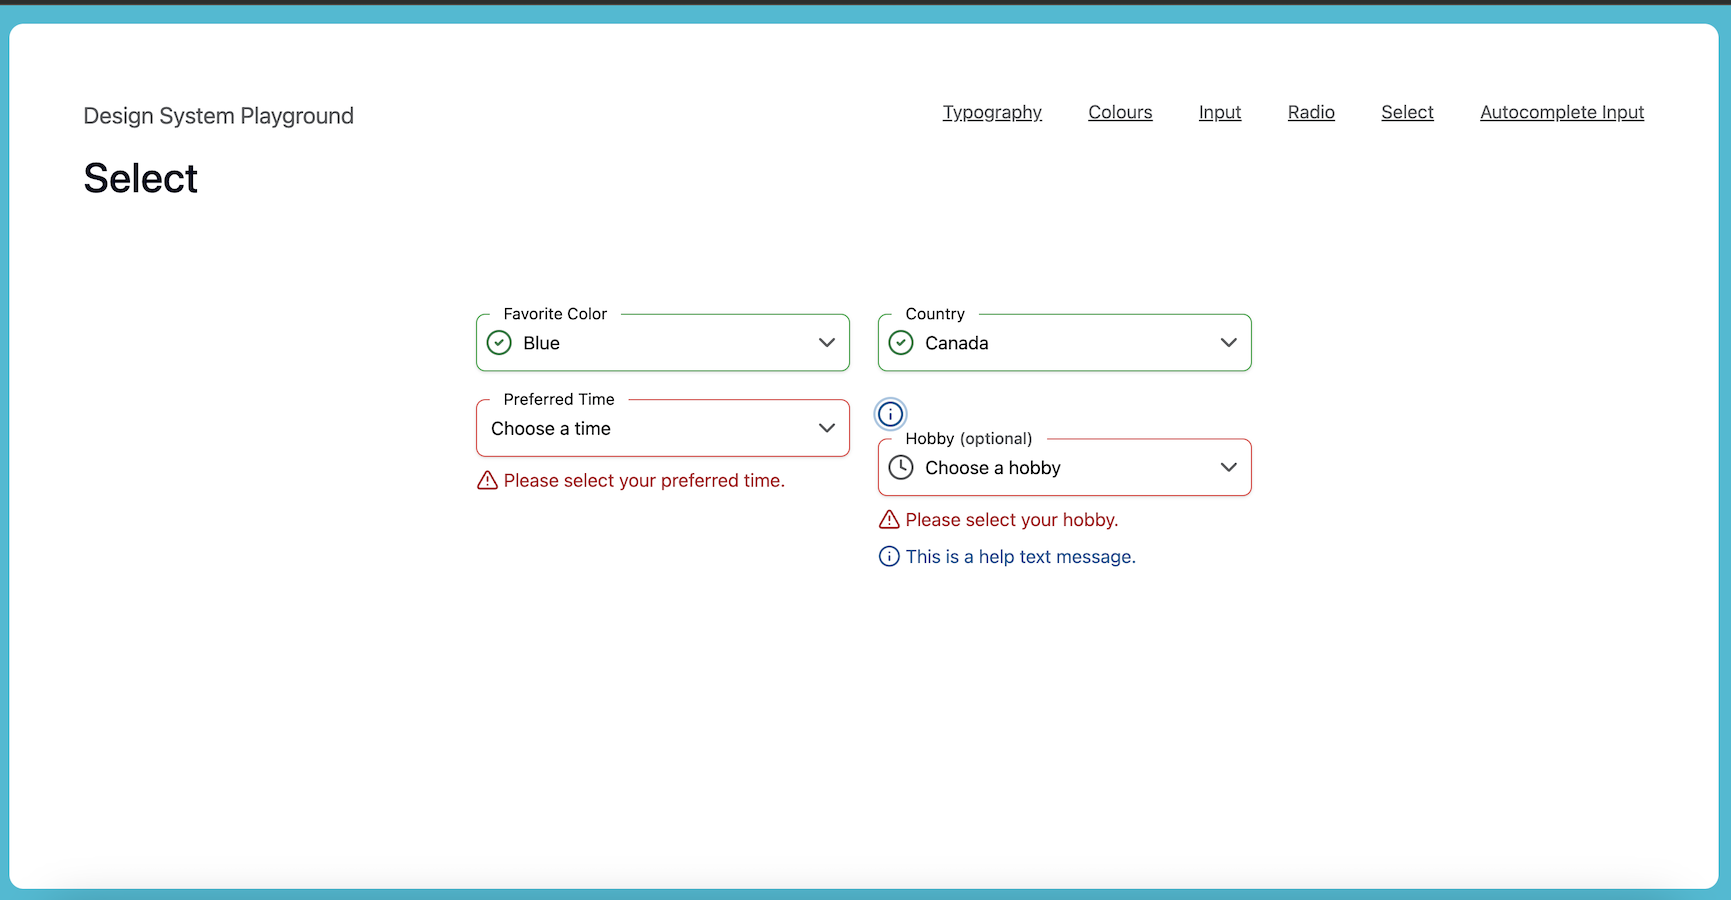 Design System Playground
Typography Colours Input Radio Select Autocomplete Input
Select
Favorite Color
Blue
Country
Canada
Preferred Time
Choose a time
Please select your preferred time.
Hobby (optional)
Choose a hobby
Please select your hobby.
This is a help text message.